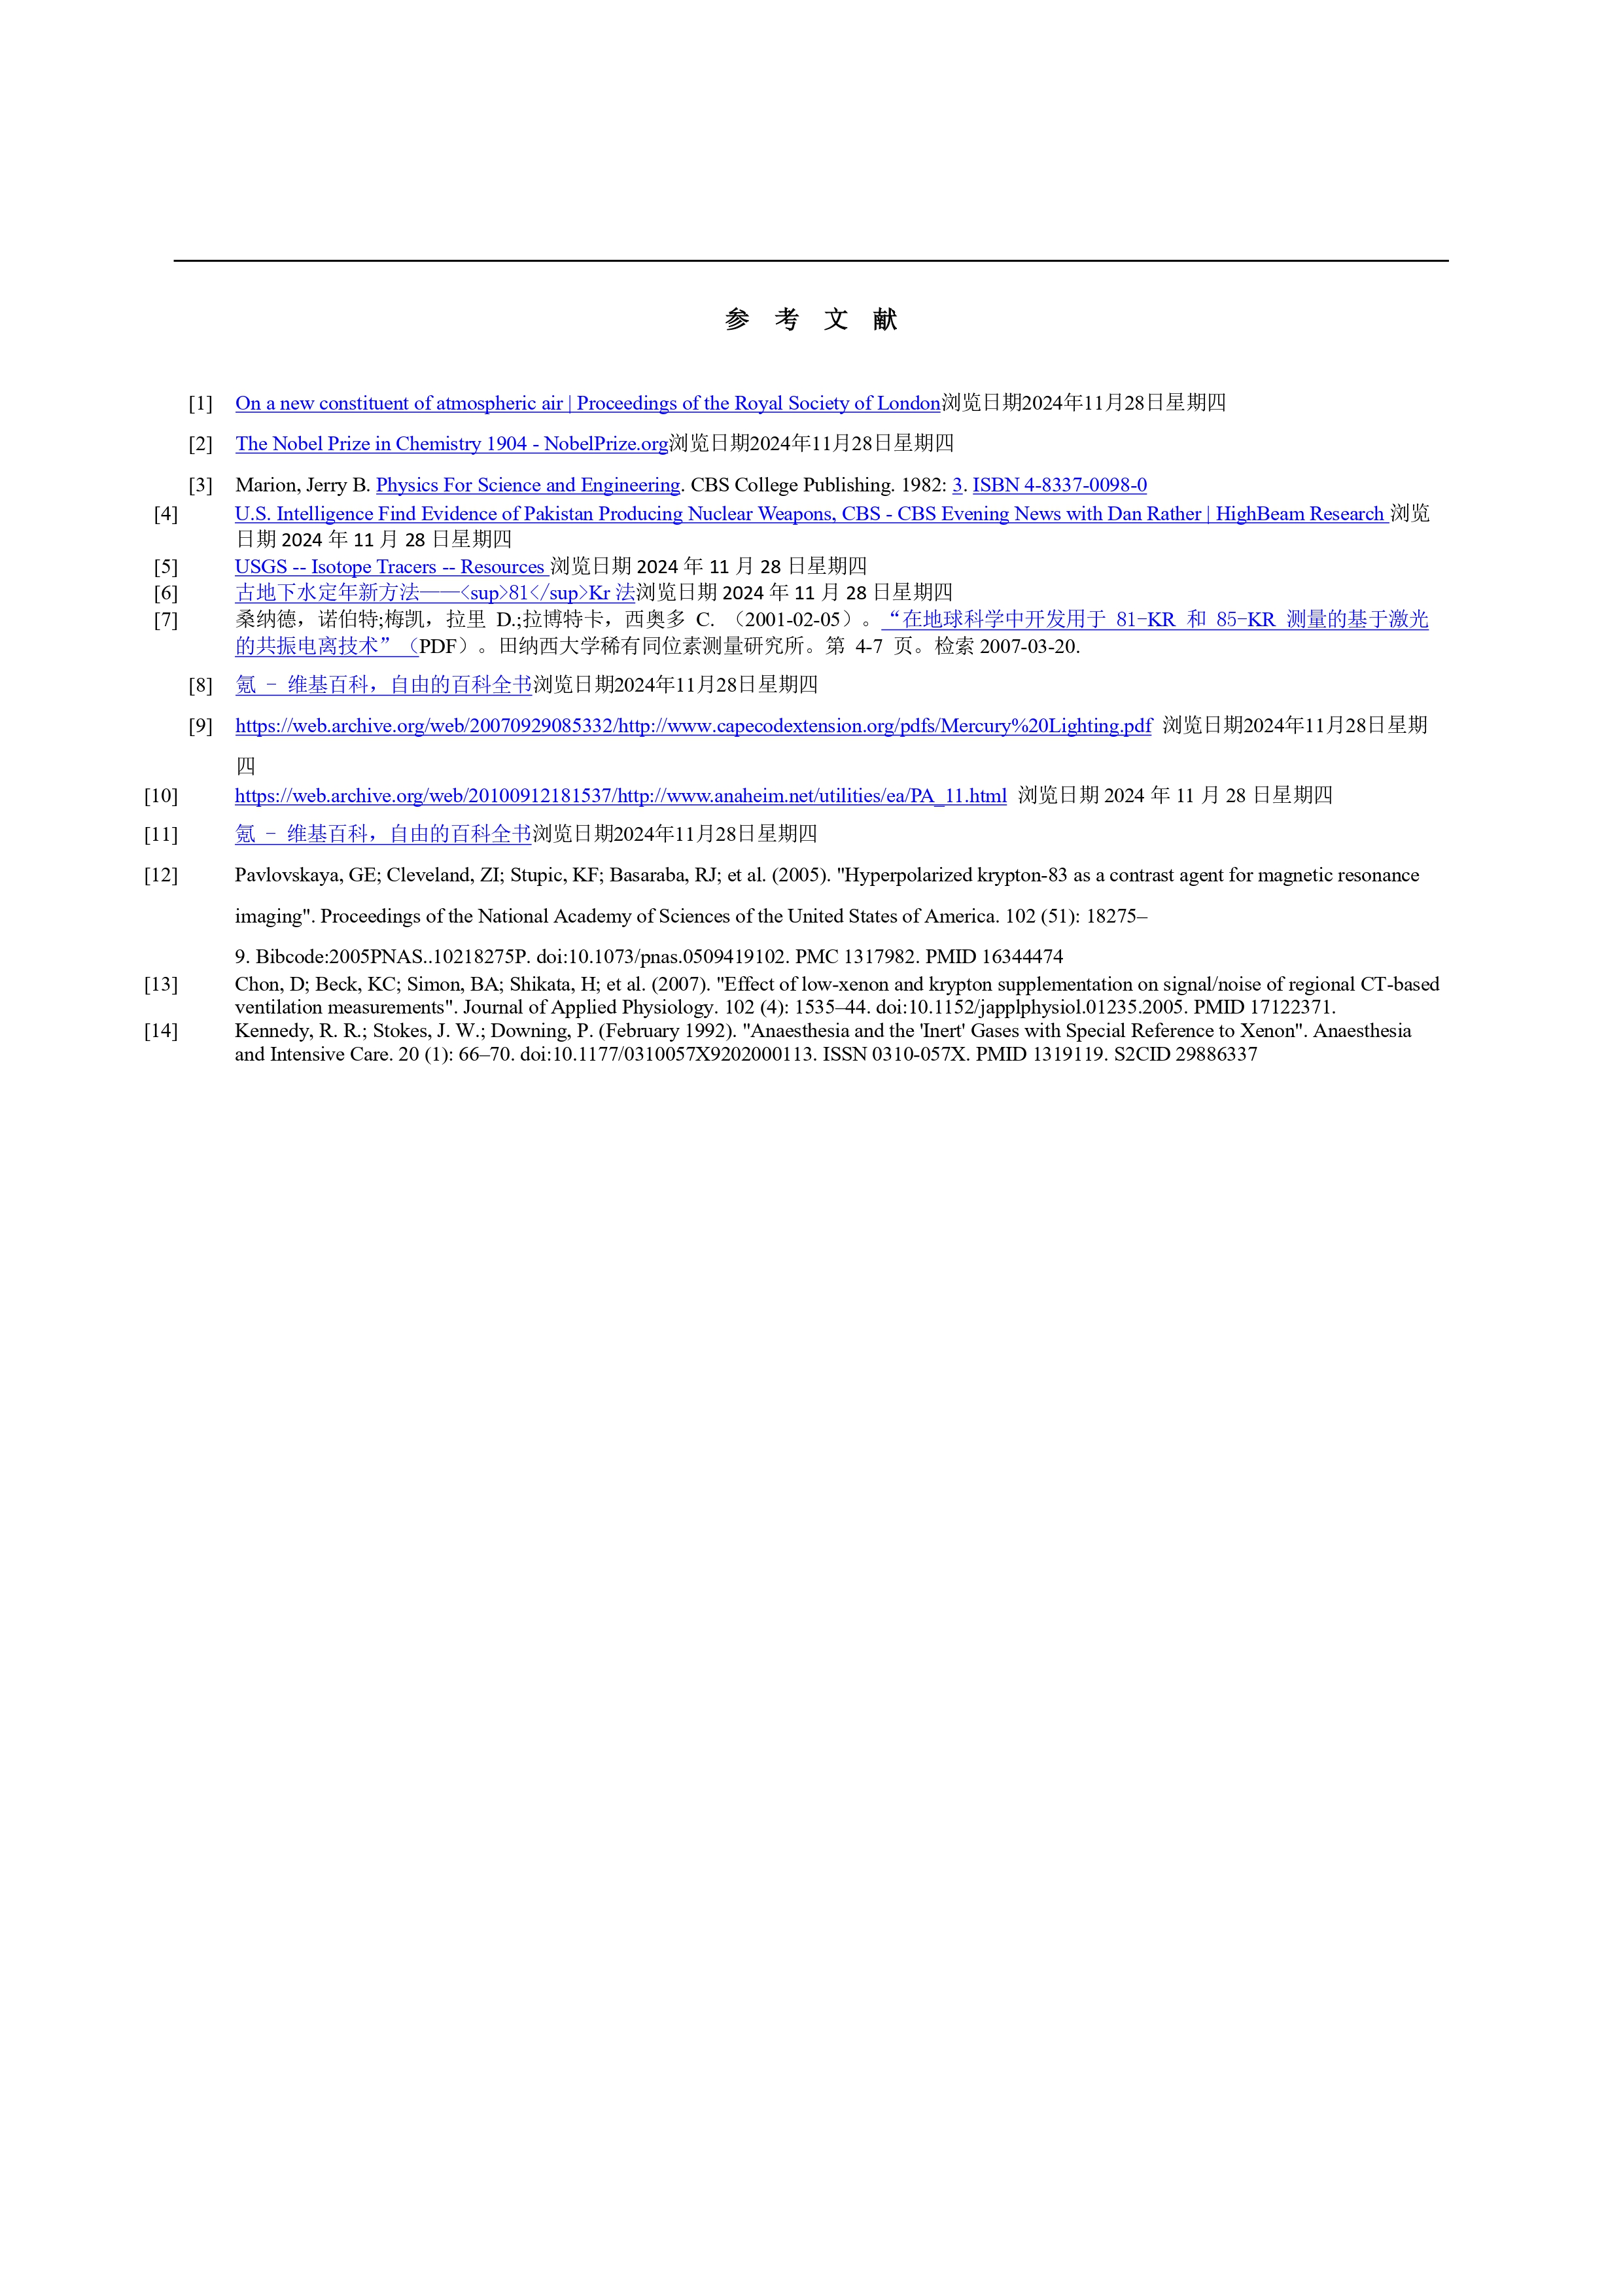 参 考 文 献
[1] On a new constituent of atmospheric air | Proceedings of the Royal Society of London浏览日期2024年11月28日星期四
[2] The Nobel Prize in Chemistry 1904 - NobelPrize.org浏览日期2024年11月28日星期四
[3] Marion, Jerry B. Physics For Science and Engineering. CBS College Publishing. 1982: 3. ISBN 4-8337-0098-0
[4] U.S. Intelligence Find Evidence of Pakistan Producing Nuclear Weapons, CBS - CBS Evening News with Dan Rather | HighBeam Research 浏览
日期 2024 年 11 月 28 日星期四
[5] USGS -- Isotope Tracers -- Resources 浏览日期 2024 年 11 月 28 日星期四
[6] 古地下水定年新方法——<sup>81</sup>Kr 法浏览日期 2024 年 11 月 28 日星期四
[7] 桑纳德，诺伯特;梅凯，拉里 D.;拉博特卡，西奥多 C. （2001-02-05）。“在地球科学中开发用于 81-KR 和 85-KR 测量的基于激光
的共振电离技术”（PDF）。田纳西大学稀有同位素测量研究所。第 4-7 页。检索 2007-03-20.
[8] 氪 - 维基百科，自由的百科全书浏览日期2024年11月28日星期四
[9] https://web.archive.org/web/20070929085332/http://www.capecodextension.org/pdfs/Mercury%20Lighting.pdf 浏览日期2024年11月28日星期
四
[10] https://web.archive.org/web/20100912181537/http://www.anaheim.net/utilities/ea/PA_11.html 浏览日期 2024 年 11 月 28 日星期四
[11] 氪 - 维基百科，自由的百科全书浏览日期2024年11月28日星期四
[12] Pavlovskaya, GE; Cleveland, ZI; Stupic, KF; Basaraba, RJ; et al. (2005). "Hyperpolarized krypton-83 as a contrast agent for magnetic resonance
imaging". Proceedings of the National Academy of Sciences of the United States of America. 102 (51): 18275–
9. Bibcode:2005PNAS..10218275P. doi:10.1073/pnas.0509419102. PMC 1317982. PMID 16344474
[13] Chon, D; Beck, KC; Simon, BA; Shikata, H; et al. (2007). "Effect of low-xenon and krypton supplementation on signal/noise of regional CT-based
ventilation measurements". Journal of Applied Physiology. 102 (4): 1535–44. doi:10.1152/japplphysiol.01235.2005. PMID 17122371.
[14] Kennedy, R. R.; Stokes, J. W.; Downing, P. (February 1992). "Anaesthesia and the 'Inert' Gases with Special Reference to Xenon". Anaesthesia
and Intensive Care. 20 (1): 66–70. doi:10.1177/0310057X9202000113. ISSN 0310-057X. PMID 1319119. S2CID 29886337